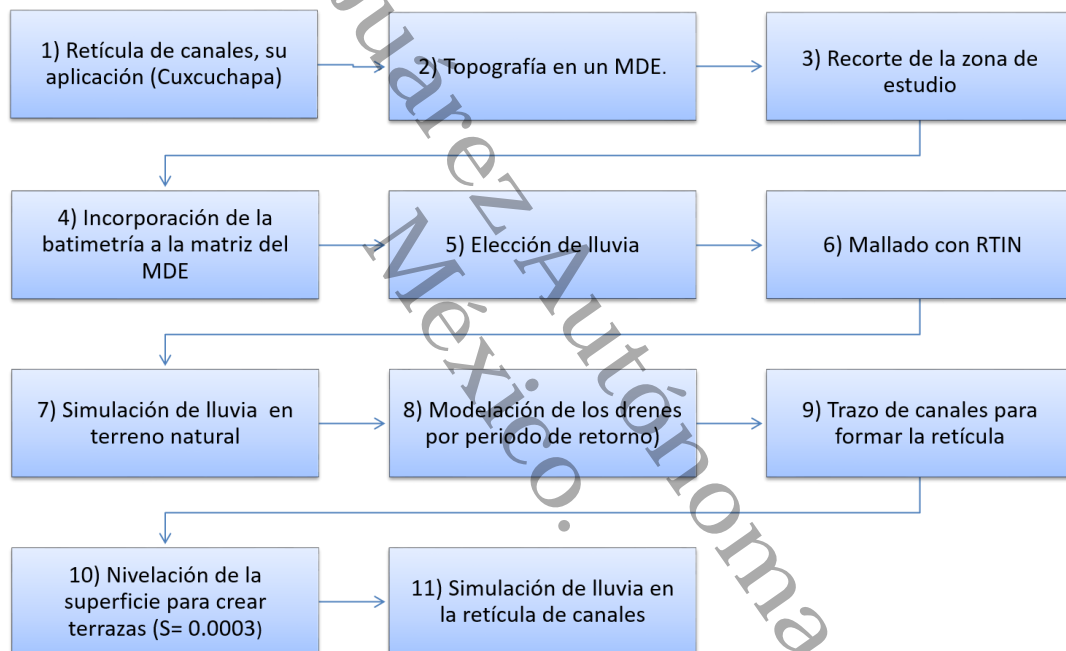 1) Retícula de canales, su
aplicación (Cuxcuchapa)
2) Topografía en un MDE.
3) Recorte de la zona de
estudio
4) Incorporación de la
batimetría a la matriz del
MDE
5) Elección de lluvia
6) Mallado con RTIN
7) Simulación de lluvia  en
terreno natural
8) Modelación de los drenes
por periodo de retorno)
9) Trazo de canales para
formar la retícula
10) Nivelación de la
superficie para crear
terrazas (S= 0.0003)
11) Simulación de lluvia en
la retícula de canales
Juárez Autónoma
México.